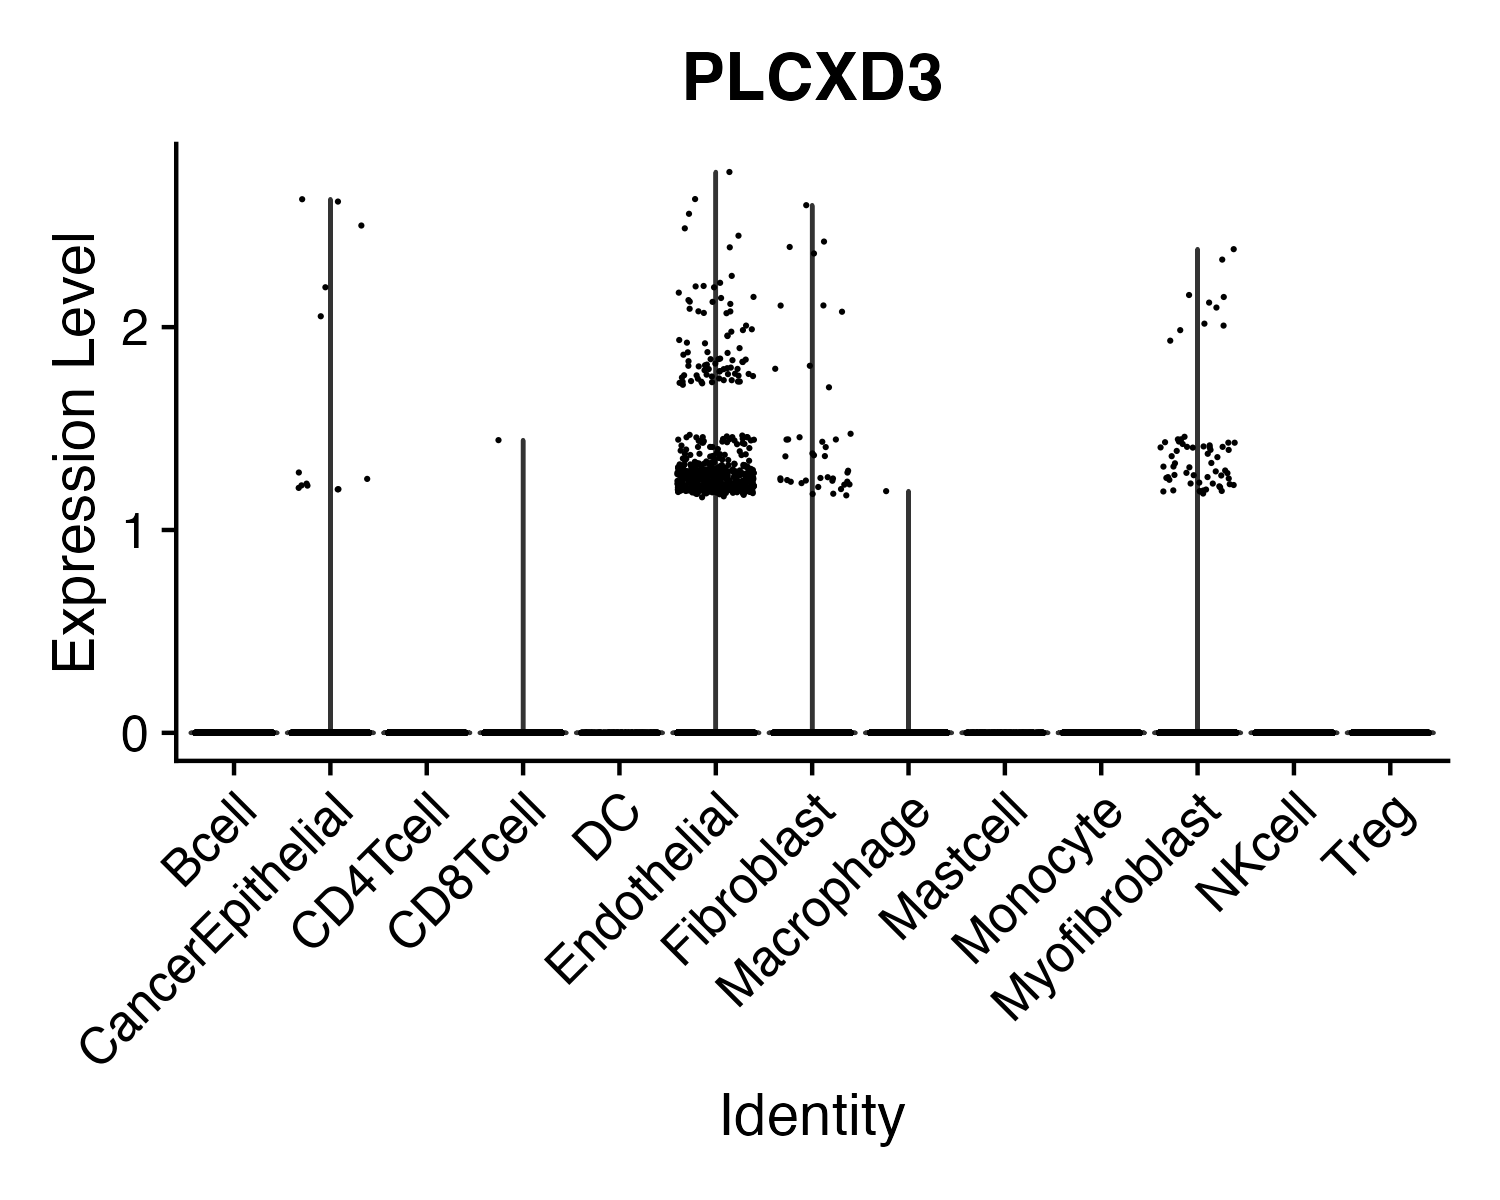 PLCXD3
Expression Level
2
1
0
Bcell
CancerEpithelial
CD4Tcell
CD8Tcell
DC
Endothelial
Fibroblast
Macrophage
Mastcell
Monocyte
Myofibroblast
NKcell
Treg
Identity